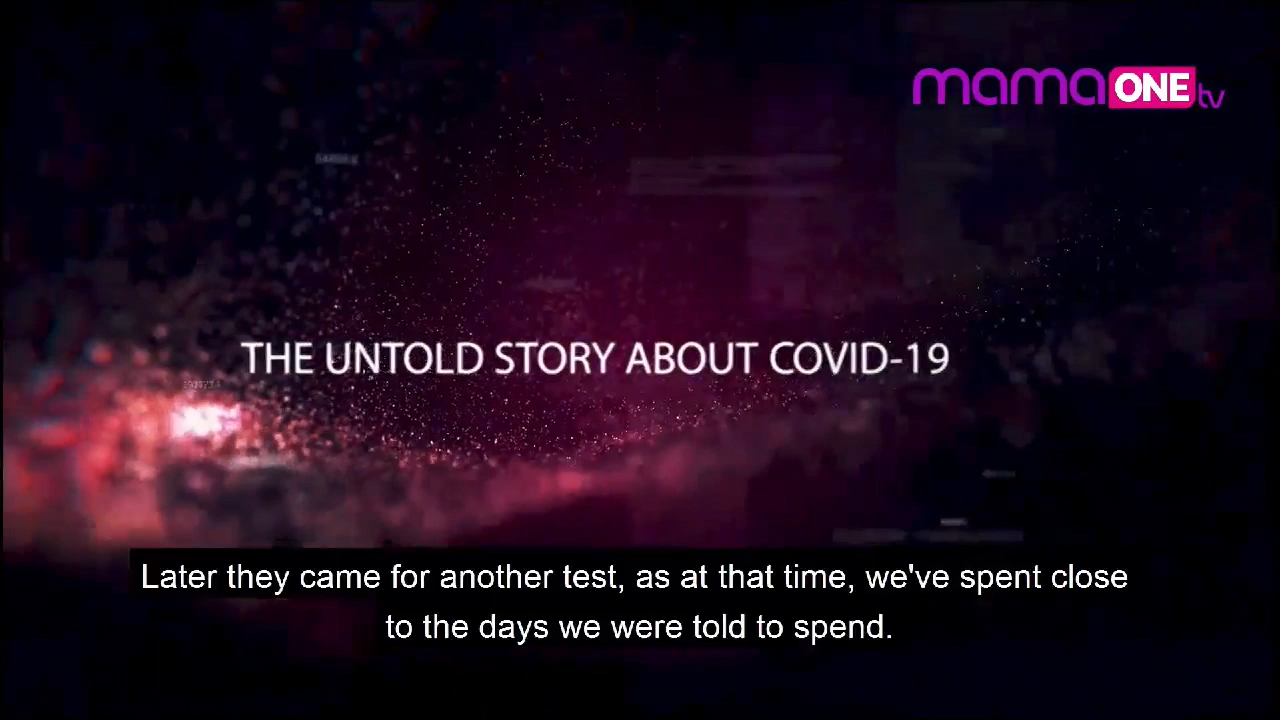 mamaONEtv
THE UNTOLD STORY ABOUT COVID-19
Later they came for another test, as at that time, we've spent close
to the days we were told to spend.